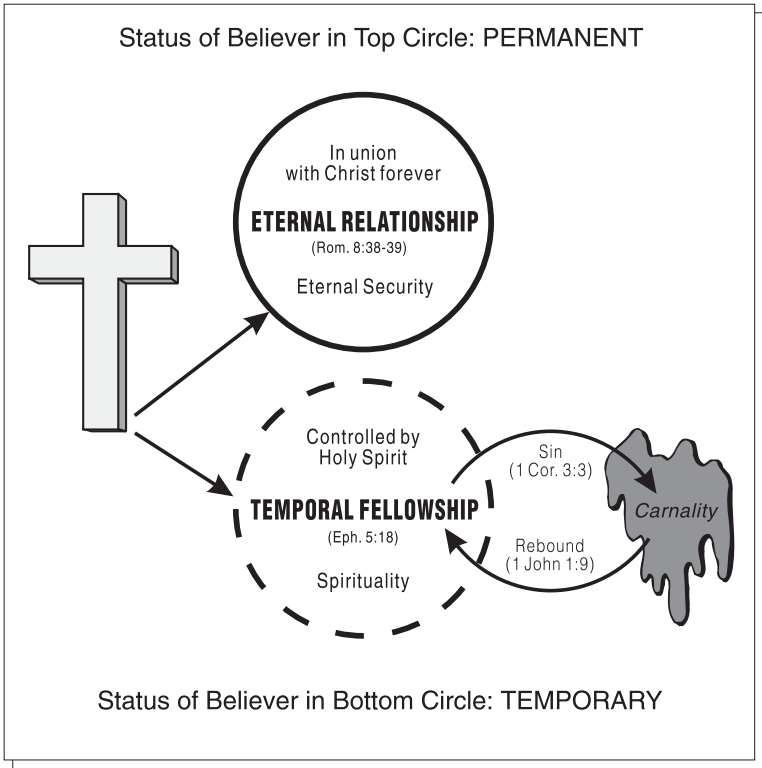 Status of Believer in Top Circle: PERMANENT
In union
with Christ forever
ETERNAL RELATIONSHIP
(Rom. 8:38-39)
Eternal Security
Controlled by
Holy Spirit
TEMPORAL FELLOWSHIP
(Eph. 5:18)
Spirituality
Sin
(1 Cor. 3:3)
Carnality
Rebound
(1 John 1:9)
Status of Believer in Bottom Circle: TEMPORARY